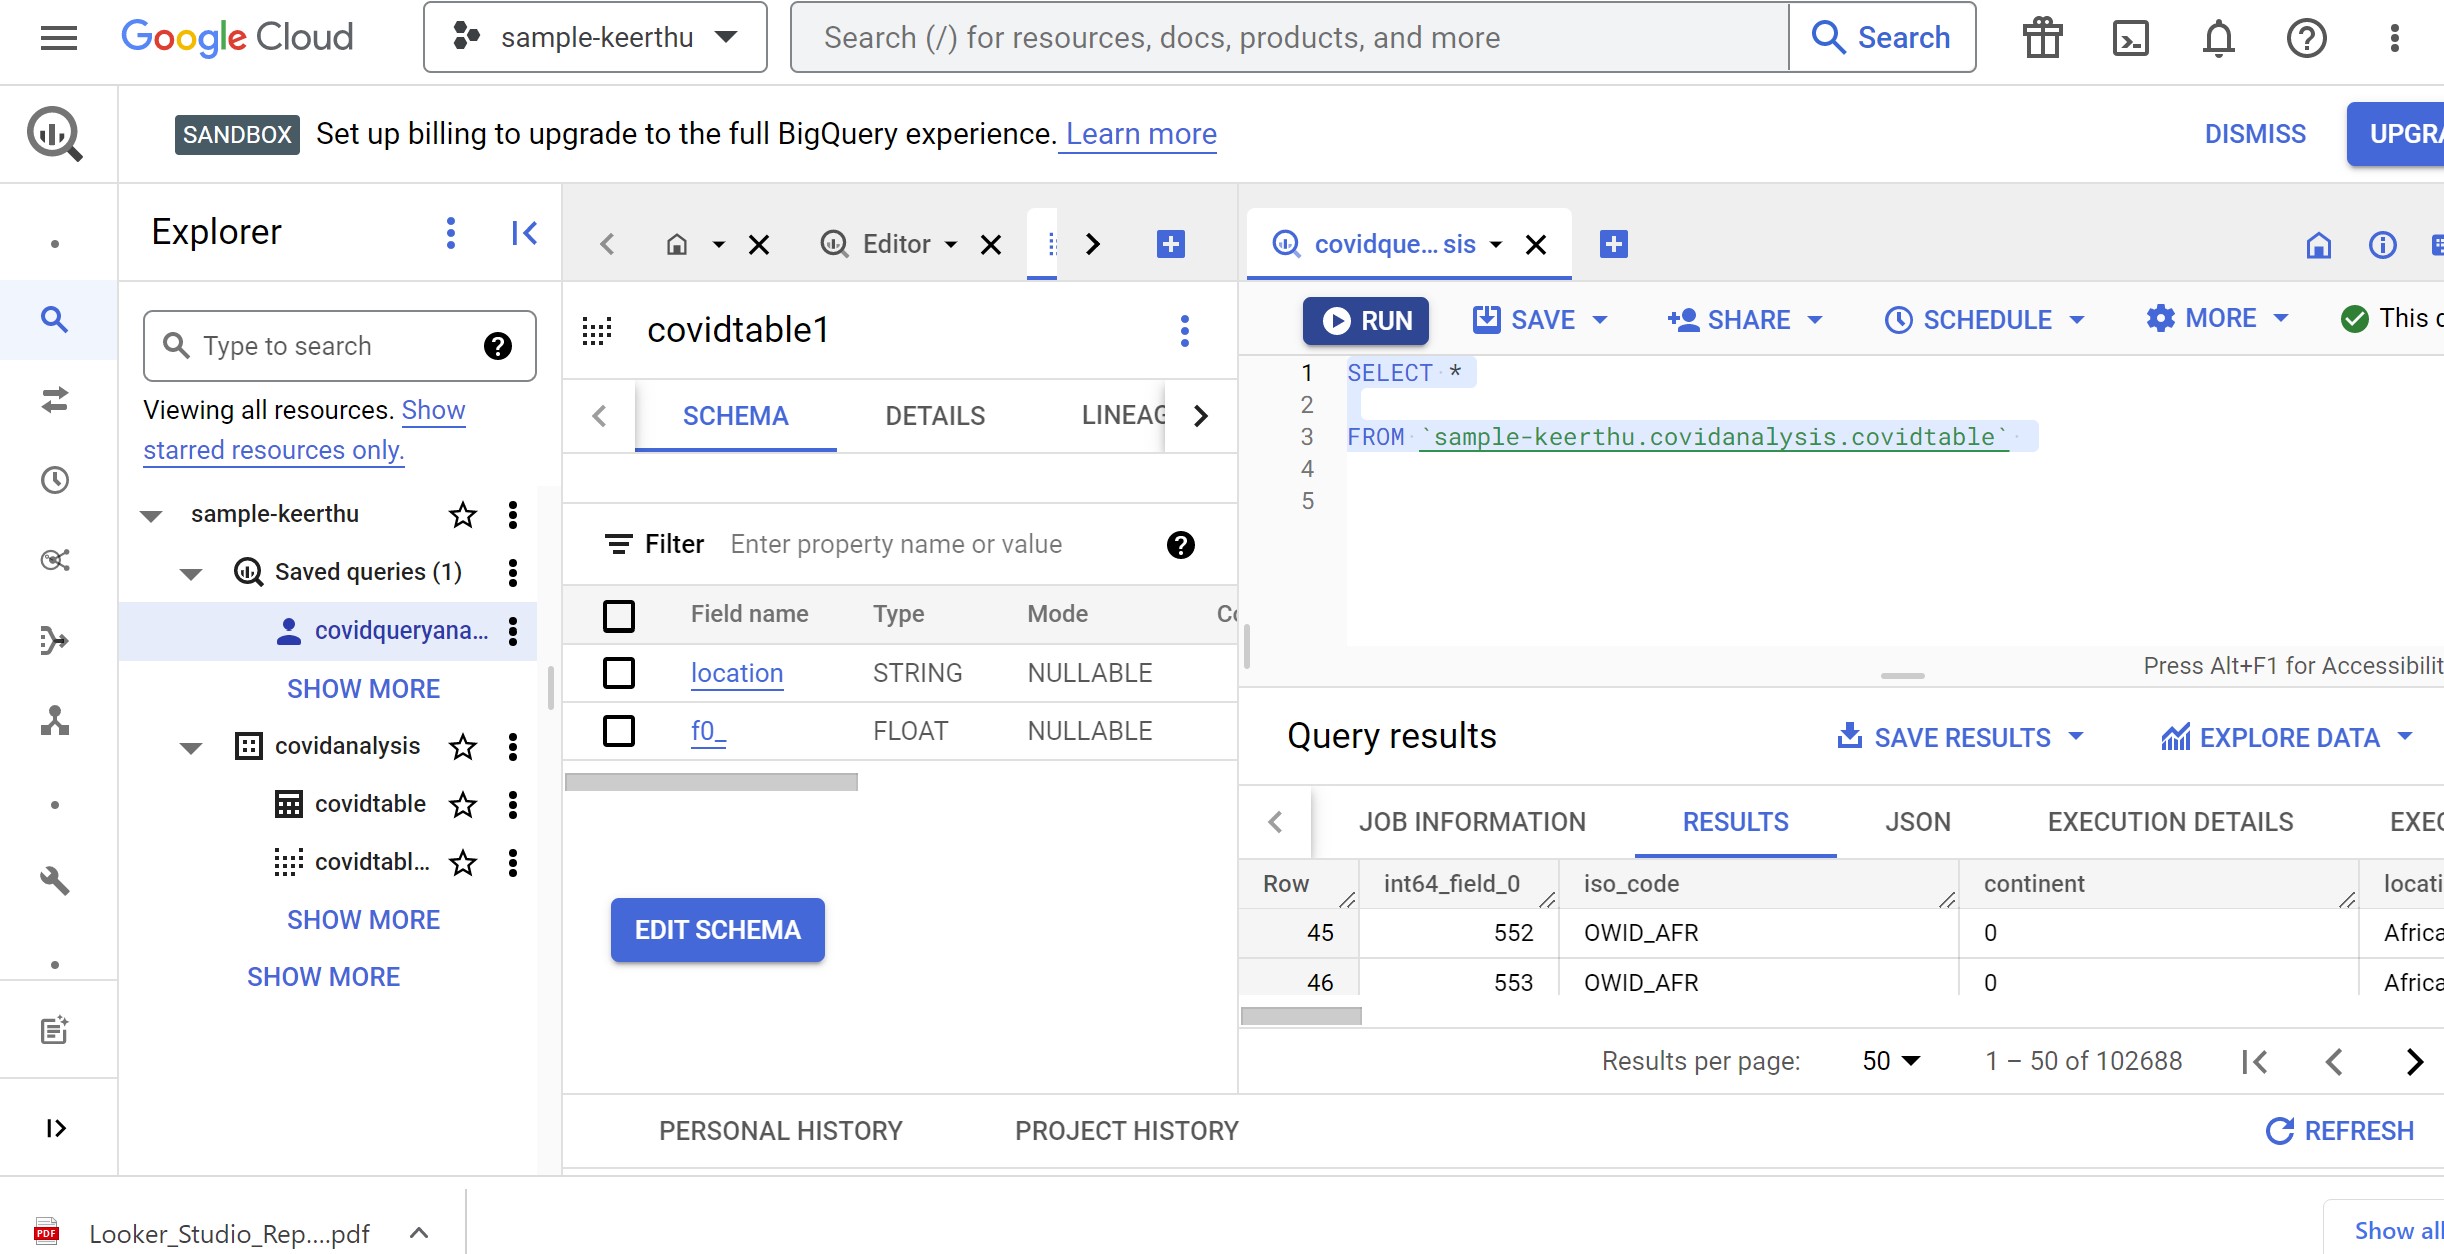 Google Cloud
sample-keerthu
Search (/) for resources, docs, products, and more
Search
SANDBOX
Set up billing to upgrade to the full BigQuery experience. Learn more
DISMISS
UPGRA
Explorer
Type to search
Viewing all resources. Show
starred resources only.
sample-keerthu
Saved queries (1)
covidqueryana...
SHOW MORE
covidanalysis
covidtable
covidtabl...
SHOW MORE
SHOW MORE
Editor
covidtable1
SCHEMA
DETAILS
LINEAG
Filter
Enter property name or value
Field name
Type
Mode
Co
location
STRING
NULLABLE
f0_
FLOAT
NULLABLE
EDIT SCHEMA
covidque... sis
RUN
SAVE
SHARE
SCHEDULE
MORE
This c
1
SELECT *
2
3
FROM `sample-keerthu.covidanalysis.covidtable`
4
5
Press Alt+F1 for Accessibilit
Query results
SAVE RESULTS
EXPLORE DATA
JOB INFORMATION
RESULTS
JSON
EXECUTION DETAILS
EXEC
Row
int64_field_0
iso_code
continent
locati
45
552
OWID_AFR
0
Africa
46
553
OWID_AFR
0
Africa
Results per page:
50
1 – 50 of 102688
PERSONAL HISTORY
PROJECT HISTORY
REFRESH
PDF
Looker_Studio_Rep....pdf
Show all